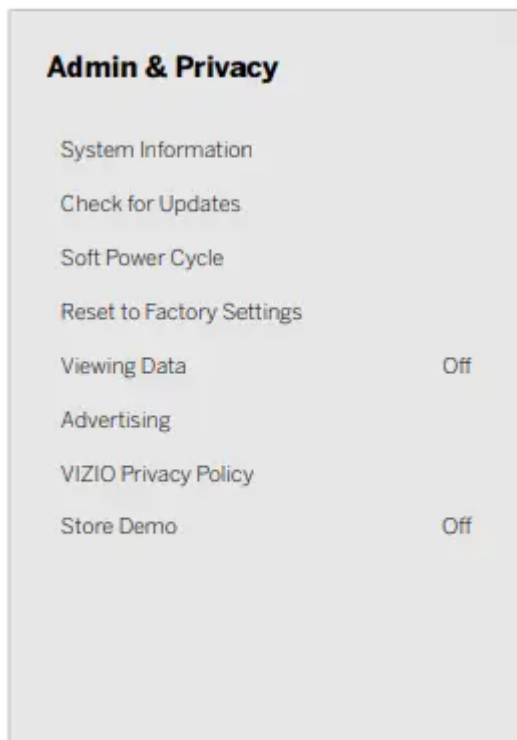 Admin & Privacy
System Information
Check for Updates
Soft Power Cycle
Reset to Factory Settings
Viewing Data Off
Advertising
VIZIO Privacy Policy
Store Demo Off